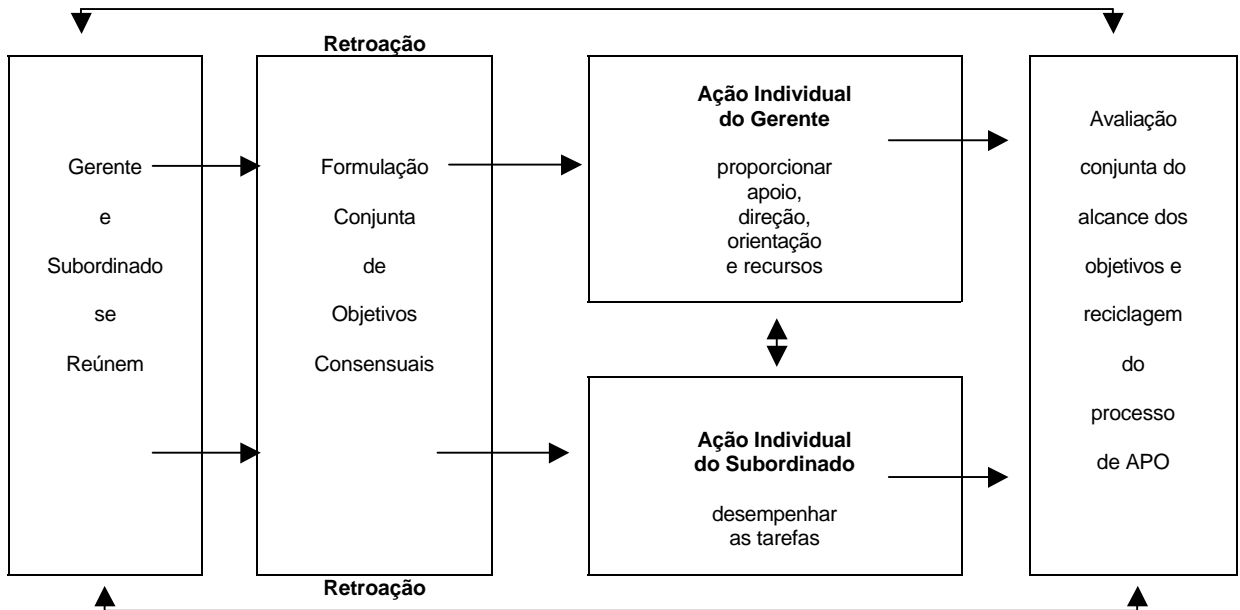 Retroação
Gerente
e
Subordinado
se
Reúnem
Formulação
Conjunta
de
Objetivos
Consensuais
Ação Individual
do Gerente
proporcionar
apoio,
direção,
orientação
e recursos
Ação Individual
do Subordinado
desempenhar
as tarefas
Avaliação
conjunta do
alcance dos
objetivos e
reciclagem
do
processo
de APO
Retroação